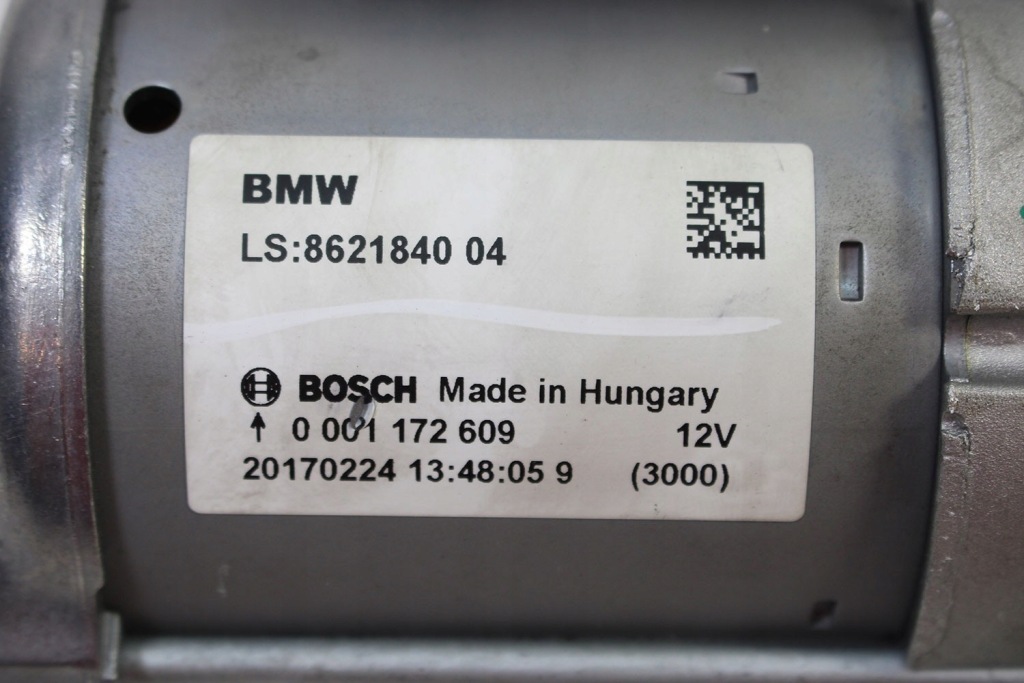 BMW
LS:8621840 04
BOSCH Made in Hungary
↑ 0 001 172 609 12V
20170224 13:48:05 9 (3000)